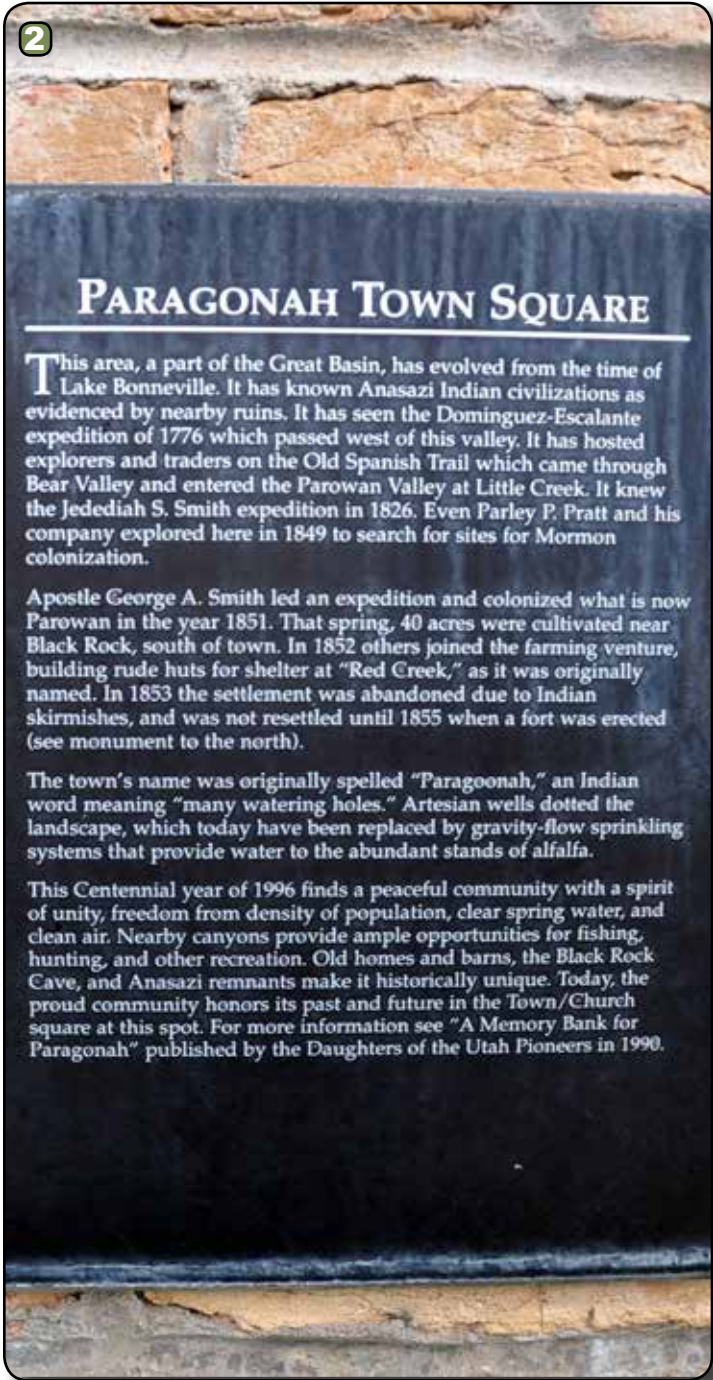 2
PARAGONAH TOWN SQUARE
This area, a part of the Great Basin, has evolved from the time of
Lake Bonneville. It has known Anasazi Indian civilizations as
evidenced by nearby ruins. It has seen the Dominguez-Escalante
expedition of 1776 which passed west of this valley. It has hosted
explorers and traders on the Old Spanish Trail which came through
Bear Valley and entered the Parowan Valley at Little Creek. It knew
the Jedediah S. Smith expedition in 1826. Even Parley P. Pratt and his
company explored here in 1849 to search for sites for Mormon
colonization.
Apostle George A. Smith led an expedition and colonized what is now
Parowan in the year 1851. That spring, 40 acres were cultivated near
Black Rock, south of town. In 1852 others joined the farming venture,
building rude huts for shelter at "Red Creek," as it was originally
named. In 1853 the settlement was abandoned due to Indian
skirmishes, and was not resettled until 1855 when a fort was erected
(see monument to the north).
The town's name was originally spelled "Paragoonah," an Indian
word meaning "many watering holes." Artesian wells dotted the
landscape, which today have been replaced by gravity-flow sprinkling
systems that provide water to the abundant stands of alfalfa.
This Centennial year of 1996 finds a peaceful community with a spirit
of unity, freedom from density of population, clear spring water, and
clean air. Nearby canyons provide ample opportunities for fishing,
hunting, and other recreation. Old homes and barns, the Black Rock
Cave, and Anasazi remnants make it historically unique. Today, the
proud community honors its past and future in the Town/Church
square at this spot. For more information see "A Memory Bank for
Paragonah" published by the Daughters of the Utah Pioneers in 1990.